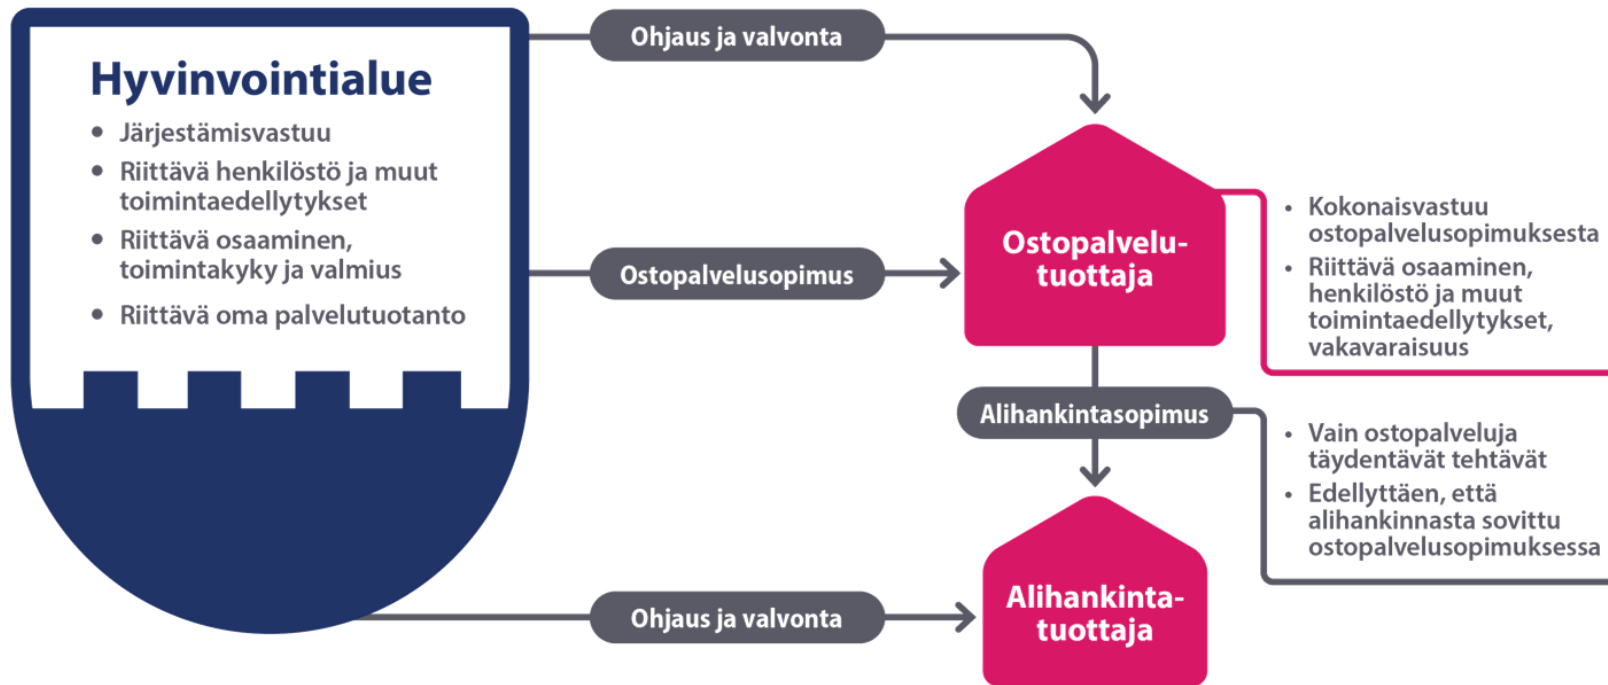 Hyvinvointialue
• Järjestämisvastuu
• Riittävä henkilöstö ja muut
toimintaedellytykset
• Riittävä osaaminen,
toimintakyky ja valmius
• Riittävä oma palvelutuotanto
Ohjaus ja valvonta
Ostopalvelusopimus
Ostopalvelu-
tuottaja
• Kokonaisvastuu
ostopalvelusopimuksesta
• Riittävä osaaminen,
henkilöstö ja muut
toimintaedellytykset,
vakavaraisuus
Alihankintasopimus
• Vain ostopalveluja
täydentävät tehtävät
• Edellyttäen, että
alihankinnasta sovittu
ostopalvelusopimuksessa
Ohjaus ja valvonta
Alihankinta-
tuottaja